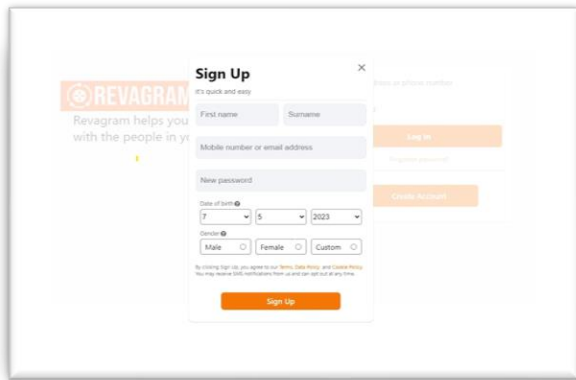 Sign Up
It's quick and easy
First name
Surname
Mobile number or email address
New password
Date of birth
7
5
2023
Gender
Male
Female
Custom
By clicking Sign Up, you agree to our Terms, Data Policy, and Cookie Policy.
You may receive SMS notifications from us and can opt out at any time.
Sign Up
REVAGRAM
Revagram helps you
with the people in yo
or phone number
Log In
Create Account